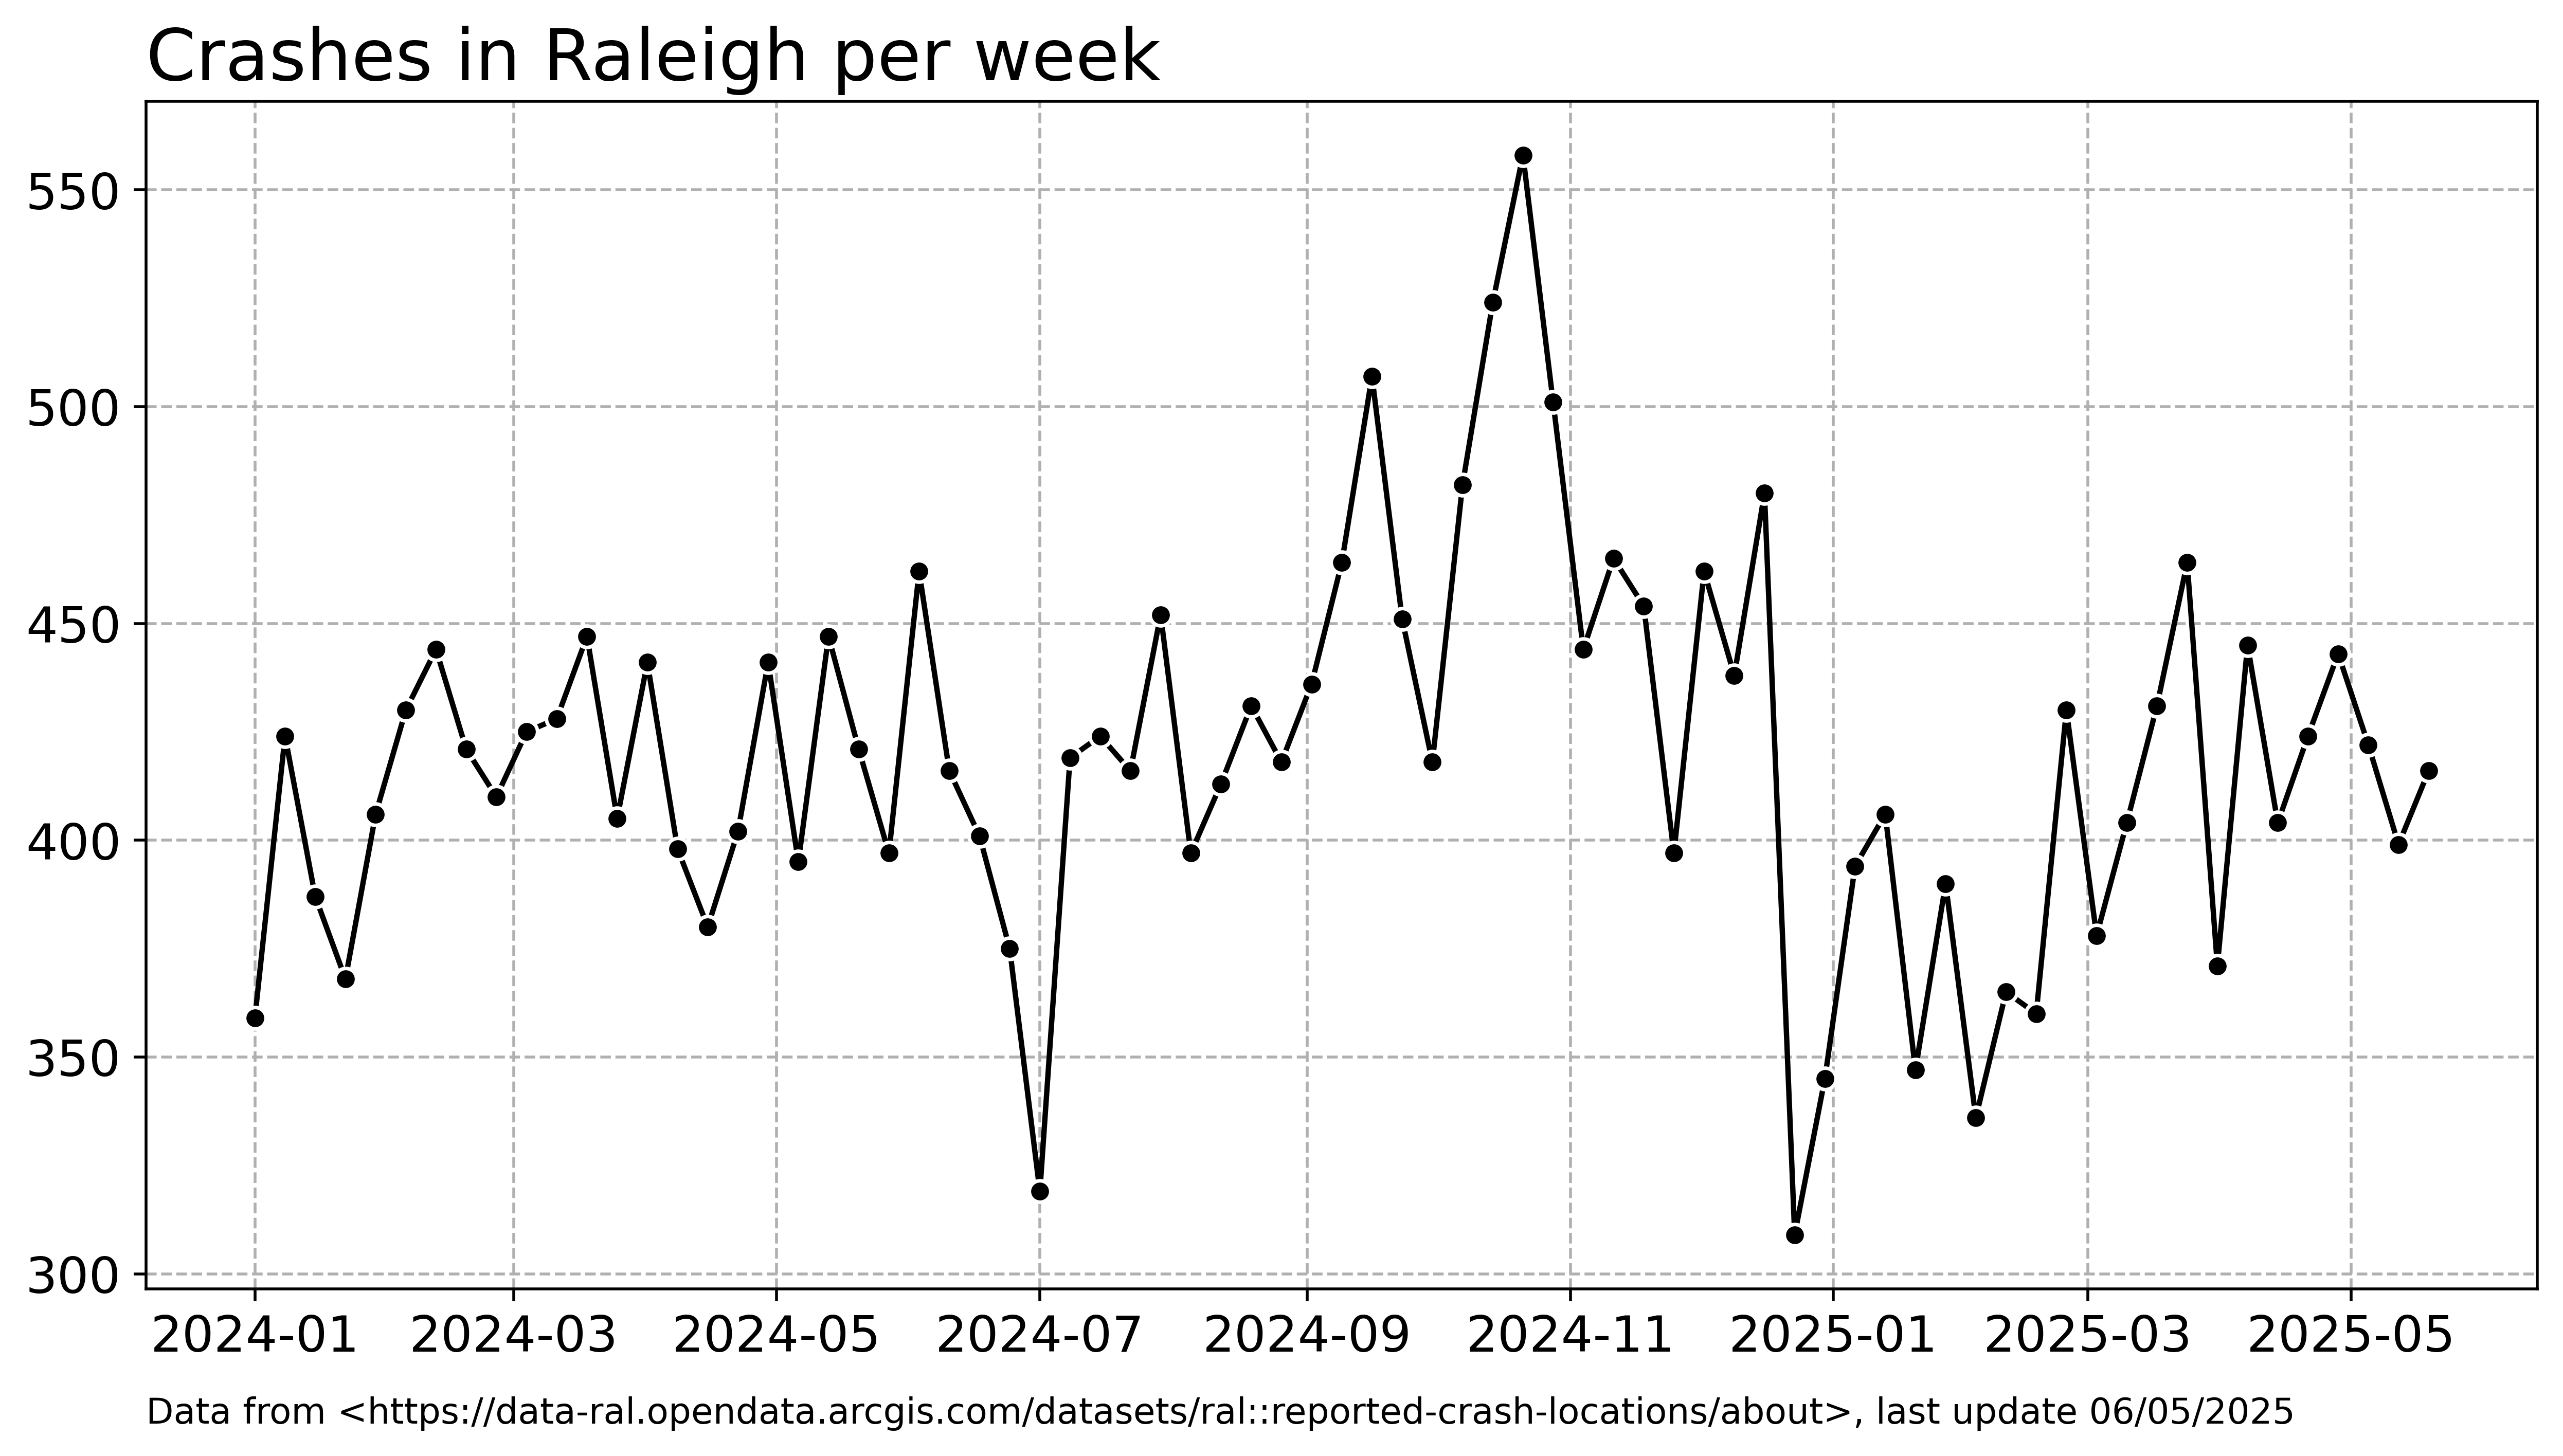 Crashes in Raleigh per week
550
500
450
400
350
300
2024-01 2024-03 2024-05 2024-07 2024-09 2024-11 2025-01 2025-03 2025-05
Data from <https://data-ral.opendata.arcgis.com/datasets/ral::reported-crash-locations/about>, last update 06/05/2025